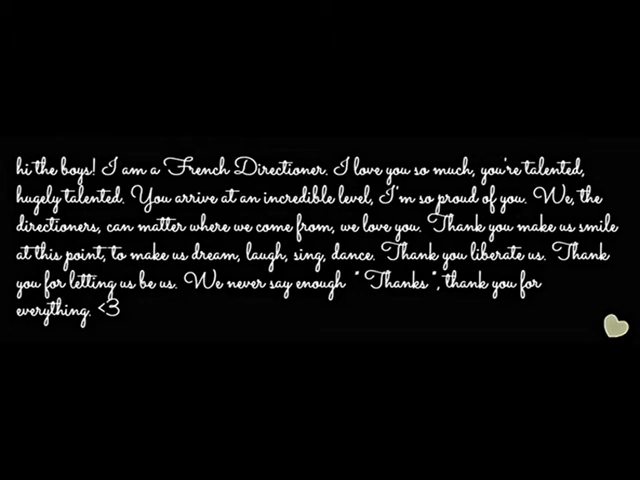 hi the boys! I am a French Directioner. I love you so much, you're talented,
hugely talented. You arrive at an incredible level, I'm so proud of you. We, the
directioners, can matter where we come from, we love you. Thank you make us smile
at this point, to make us dream, laugh, sing, dance. Thank you liberate us. Thank
you for letting us be us. We never say enough "Thanks", thank you for
everything. <3